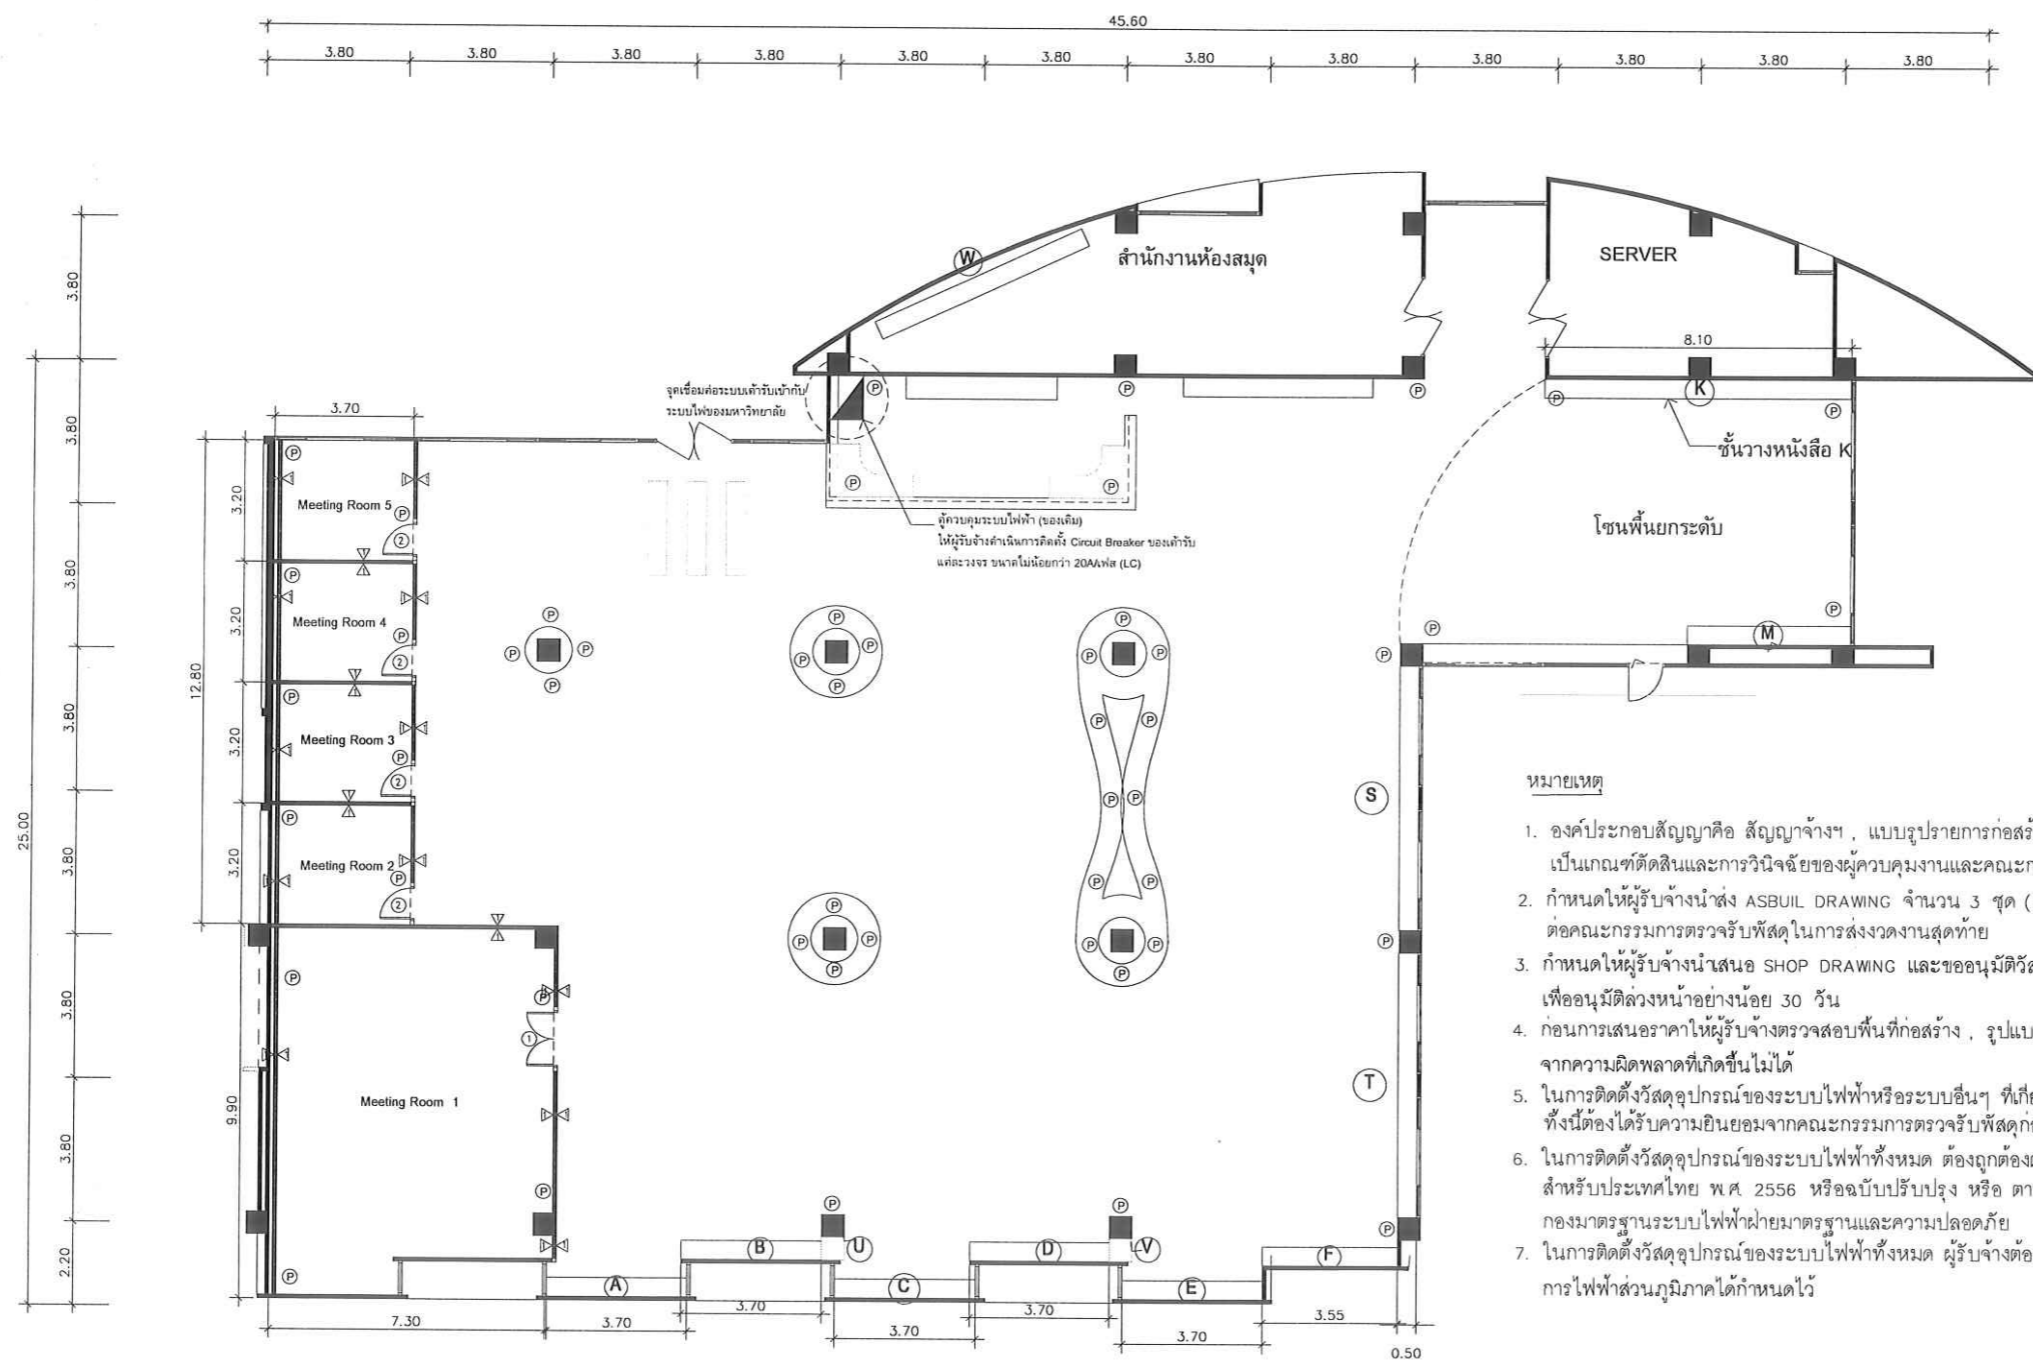 45.60
3.80 3.80 3.80 3.80 3.80 3.80 3.80 3.80 3.80 3.80 3.80 3.80
W
สำนักงานห้องสมุด
SERVER
8.10
K
ชั้นวางหนังสือ K
จุดเชื่อมต่อระบบเต้ารับเข้ากับ
ระบบไฟของมหาวิทยาลัย
P
P
P
P
P
P
ตู้ควบคุมระบบไฟฟ้า (ของเดิม)
ให้ผู้รับจ้างดำเนินการติดตั้ง Circuit Breaker ของเต้ารับ
แต่ละวงจร ขนาดไม่น้อยกว่า 20A/เฟส (LC)
โซนพื้นยกระดับ
M
3.70
P
Meeting Room 5
P
2
P
Meeting Room 4
P
2
P
Meeting Room 3
P
2
P
Meeting Room 2
P
2
P
P
1
Meeting Room 1
P
P
3.80
3.80
3.80
3.80
3.80
3.80
3.80
2.20
25.00
12.80
3.20
3.20
3.20
3.20
9.90
P P P P
P P P P
P P P P
P P
P P
P P
P P P P
P P P P
P
P
P
P
P
P
P
P
S
T
A
B
U
C
D
V
E
F
7.30
3.70
3.70
3.70
3.70
3.70
3.55
0.50
หมายเหตุ
1. องค์ประกอบสัญญาคือ สัญญาจ้างฯ , แบบรูปรายการก่อสร้
เป็นเกณฑ์ตัดสินและการวินิจฉัยของผู้ควบคุมงานและคณะก
2. กำหนดให้ผู้รับจ้างนำส่ง ASBUIL DRAWING จำนวน 3 ชุด (
ต่อคณะกรรมการตรวจรับพัสดุในการส่งงวดงานสุดท้าย
3. กำหนดให้ผู้รับจ้างนำเสนอ SHOP DRAWING และขออนุมัติวัส
เพื่ออนุมัติล่วงหน้าอย่างน้อย 30 วัน
4. ก่อนการเสนอราคาให้ผู้รับจ้างตรวจสอบพื้นที่ก่อสร้าง , รูปแบ
จากความผิดพลาดที่เกิดขึ้นไม่ได้
5. ในการติดตั้งวัสดุอุปกรณ์ของระบบไฟฟ้าหรือระบบอื่นๆ ที่เกี่
ทั้งนี้ต้องได้รับความยินยอมจากคณะกรรมการตรวจรับพัสดุก่
6. ในการติดตั้งวัสดุอุปกรณ์ของระบบไฟฟ้าทั้งหมด ต้องถูกต้อง
สำหรับประเทศไทย พ.ศ. 2556 หรือฉบับปรับปรุง หรือ ตา
กองมาตรฐานระบบไฟฟ้าฝ่ายมาตรฐานและความปลอดภัย
7. ในการติดตั้งวัสดุอุปกรณ์ของระบบไฟฟ้าทั้งหมด ผู้รับจ้างต้อ
การไฟฟ้าส่วนภูมิภาคได้กำหนดไว้